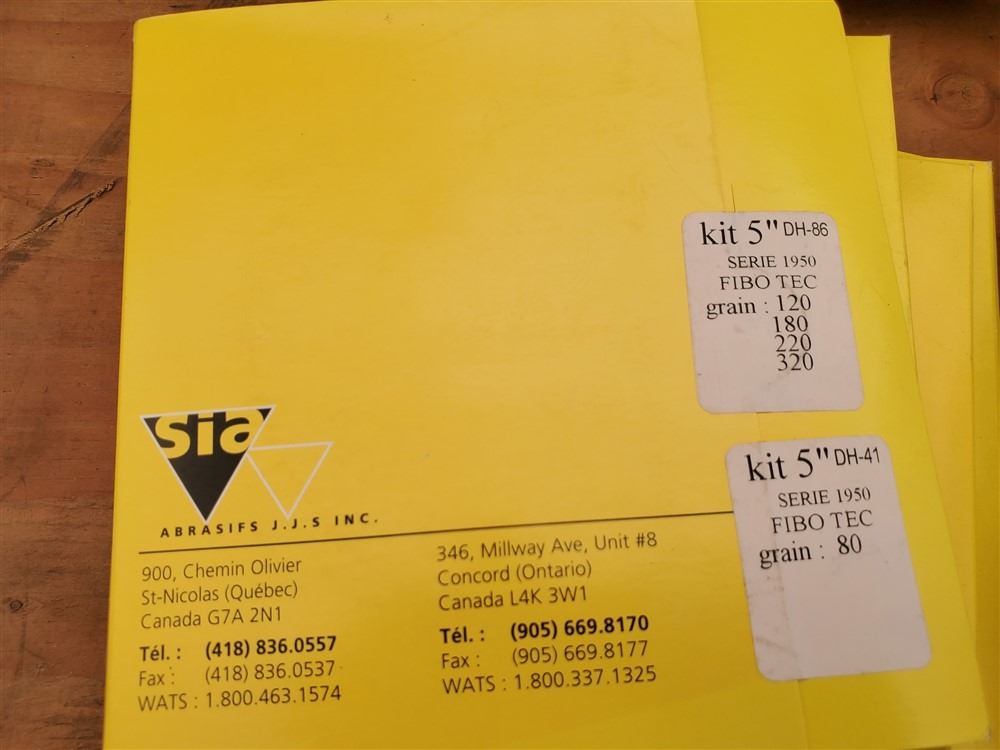 kit 5" DH-86
SERIE 1950
FIBO TEC
grain : 120
180
220
320
sia
ABRASIFS J.J.S INC.
kit 5" DH-41
SERIE 1950
FIBO TEC
grain : 80
900, Chemin Olivier
St-Nicolas (Québec)
Canada G7A 2N1
Tél. : (418) 836.0557
Fax : (418) 836.0537
WATS : 1.800.463.1574
346, Millway Ave, Unit #8
Concord (Ontario)
Canada L4K 3W1
Tél. : (905) 669.8170
Fax : (905) 669.8177
WATS : 1.800.337.1325